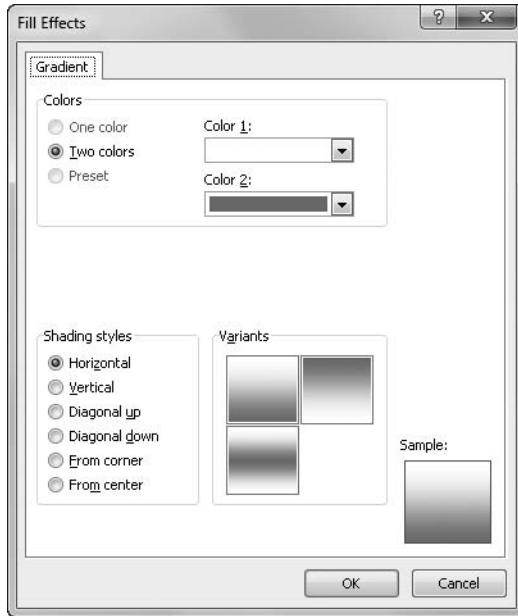 Fill Effects
Gradient
Colors
One color
Two colors
Preset
Color 1:
Color 2:
Shading styles
Horizontal
Vertical
Diagonal up
Diagonal down
From corner
From center
Variants
Sample:
OK
Cancel